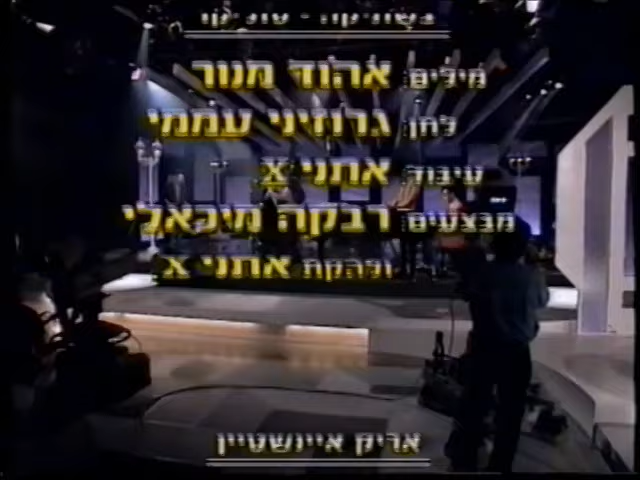 מילים: אהוד מנור
לחן: גרוזיני עממי
עיבוד: אתני X
מבצעים: רבקה מיכאלי
ולהקת אתני X
אריק איינשטיין